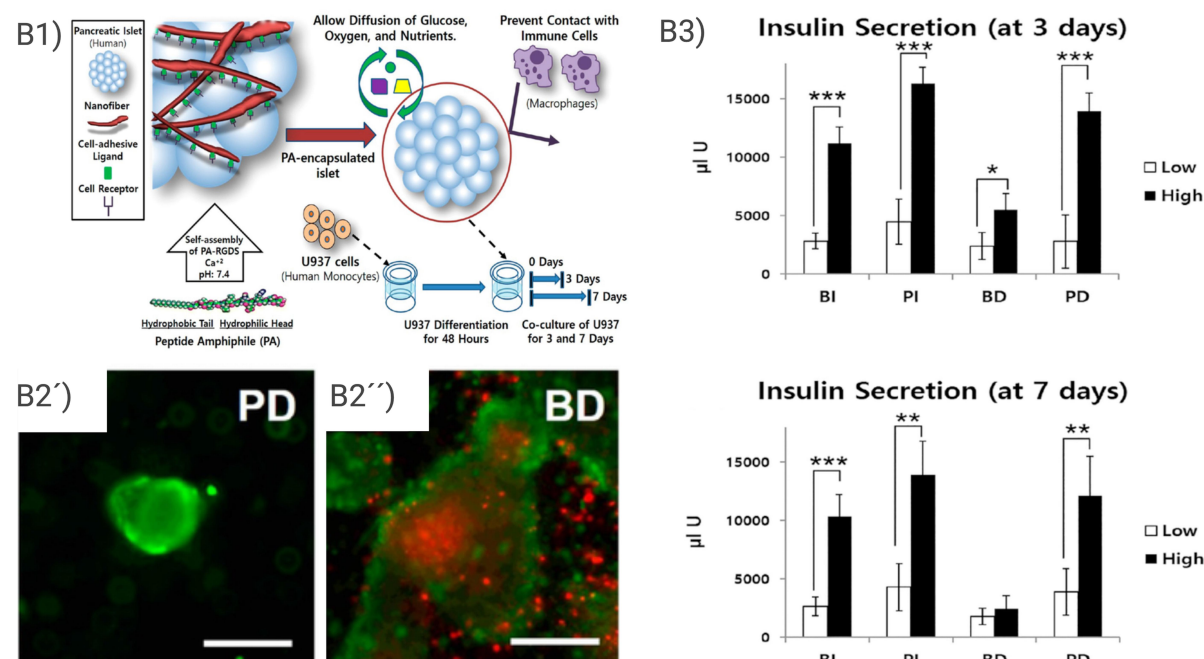 B1)
Pancreatic Islet
(Human)
Nanofiber
Cell-adhesive
Ligand
Cell Receptor
Allow Diffusion of Glucose,
Oxygen, and Nutrients.
Prevent Contact with
Immune Cells
(Macrophages)
PA-encapsulated
islet
Self-assembly
of PA-RGDS
Ca⁺²
pH: 7.4
Hydrophobic Tail Hydrophilic Head
Peptide Amphiphile (PA)
U937 cells
(Human Monocytes)
0 Days
3 Days
7 Days
U937 Differentiation
for 48 Hours
Co-culture of U937
for 3 and 7 Days
B2´)
PD
B2´´)
BD
B3)
Insulin Secretion (at 3 days)
µl U
15000
10000
5000
0
***
***
*
***
BI PI BD PD
Low
High
Insulin Secretion (at 7 days)
µl U
15000
10000
5000
0
***
**
**
BI PI BD PD
Low
High